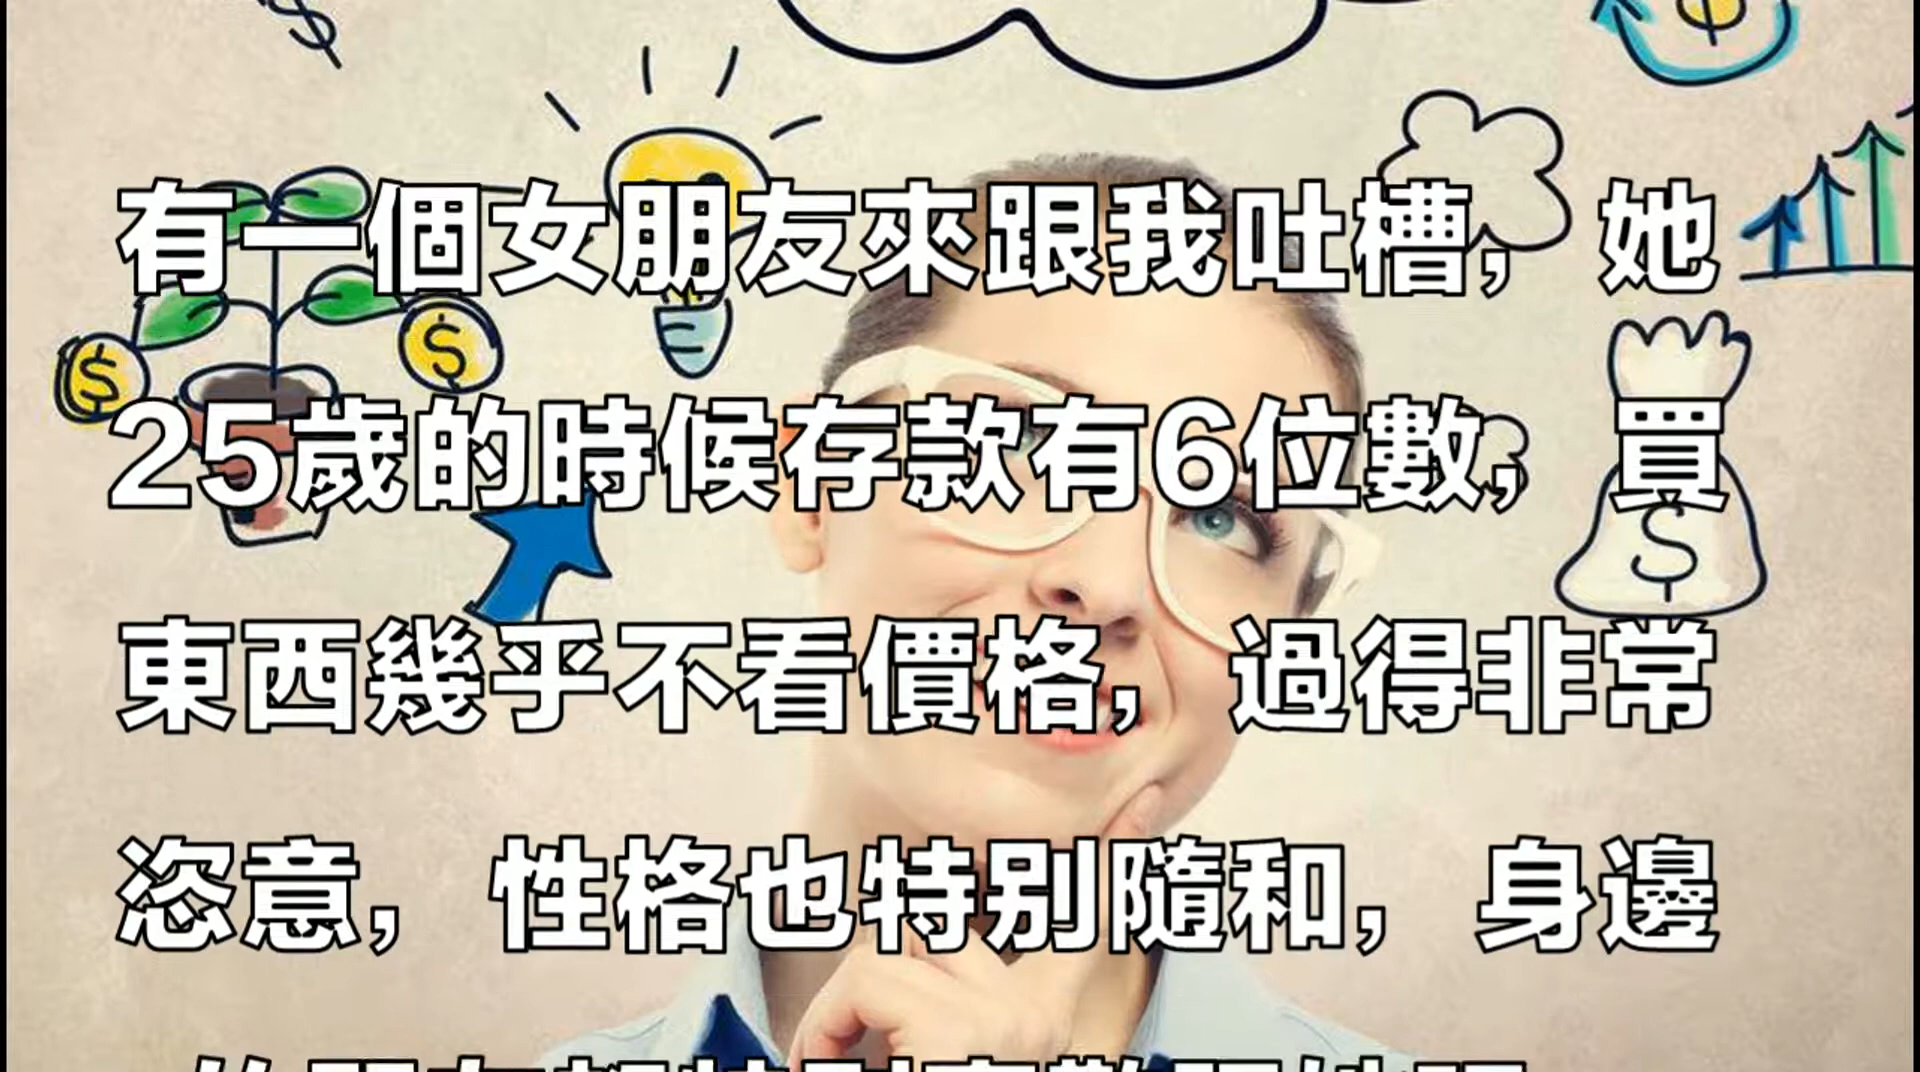 有一個女朋友來跟我吐槽，她
25歲的時候存款有6位數，買
東西幾乎不看價格，過得非常
恣意，性格也特别隨和，身邊